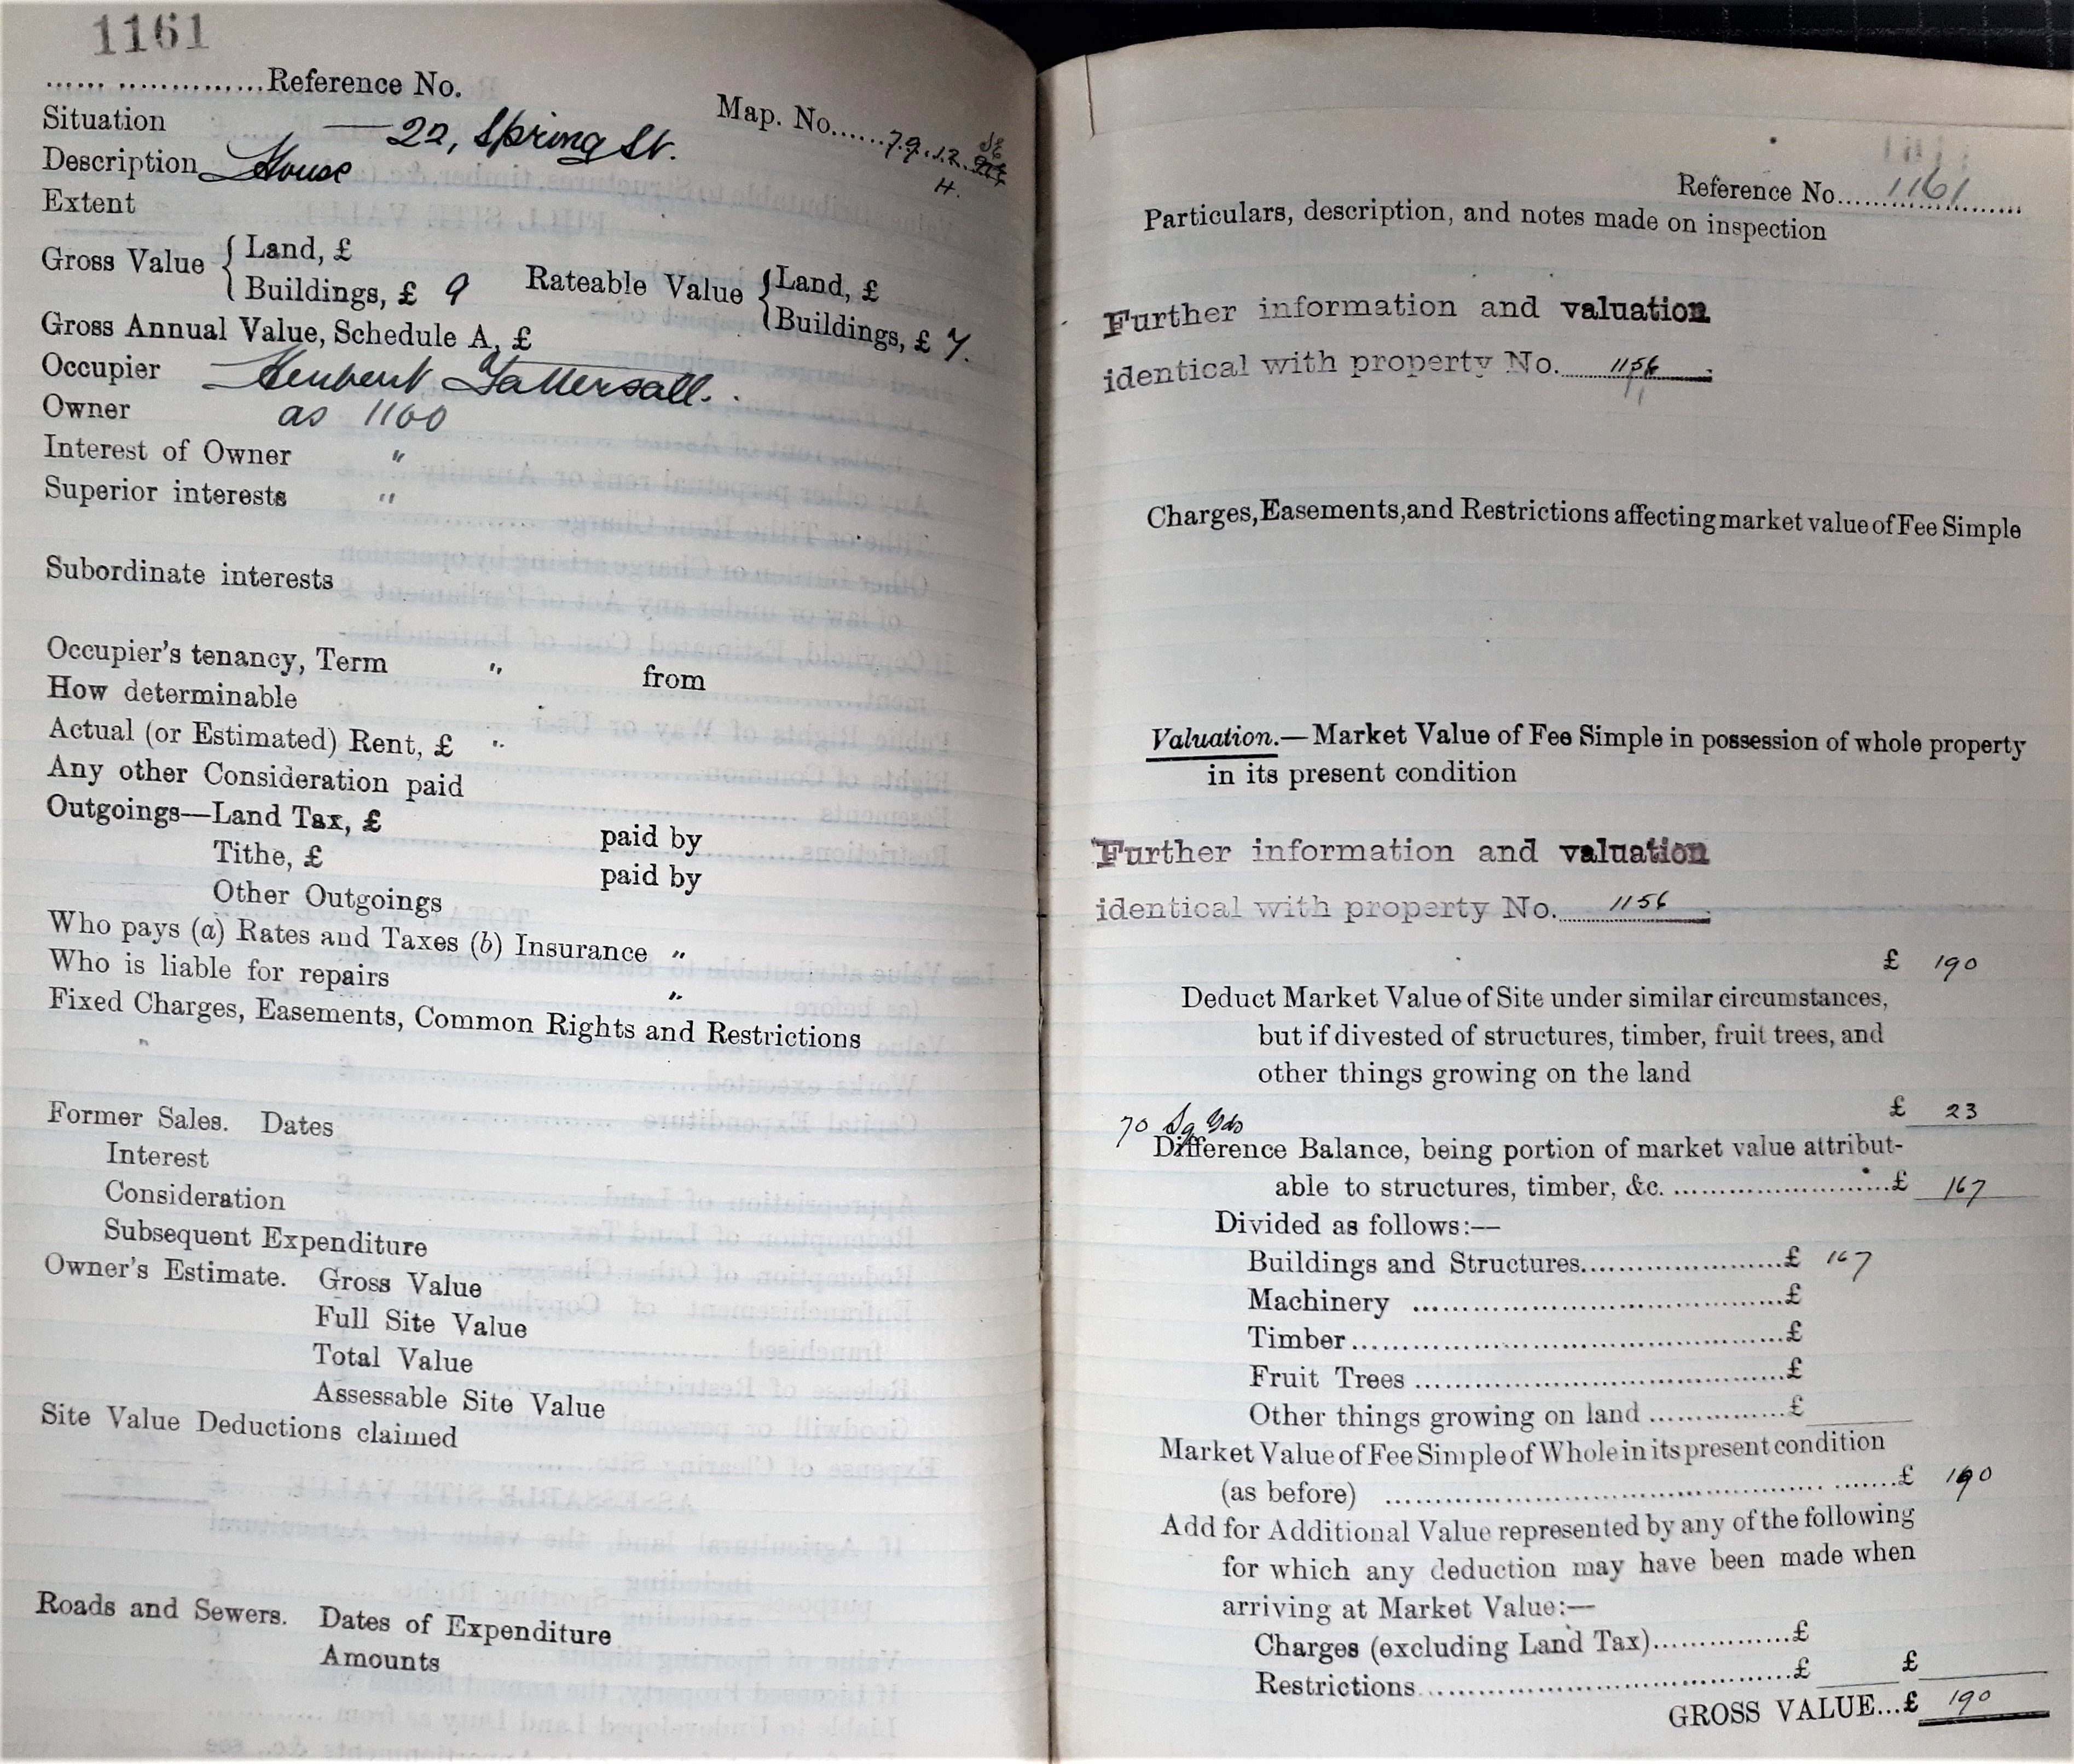 1161
...... ..............Reference No.
Map. No......79.12.
SE
H.
Situation — 22, Spring St.
Description House
Extent
Gross Value { Land, £
Buildings, £ 9
Rateable Value { Land, £
Buildings, £ 7.
Gross Annual Value, Schedule A, £
Occupier Herbert Tattersall.
Owner as 1160
Interest of Owner "
Superior interests "
Subordinate interests
Occupier's tenancy, Term " from
How determinable
Actual (or Estimated) Rent, £ "
Any other Consideration paid
Outgoings—Land Tax, £ paid by
Tithe, £ paid by
Other Outgoings
Who pays (a) Rates and Taxes (b) Insurance "
Who is liable for repairs "
Fixed Charges, Easements, Common Rights and Restrictions
"
Former Sales. Dates
Interest
Consideration
Subsequent Expenditure
Owner's Estimate. Gross Value
Full Site Value
Total Value
Assessable Site Value
Site Value Deductions claimed
Roads and Sewers. Dates of Expenditure
Amounts
Reference No. 1161
Particulars, description, and notes made on inspection
Further information and valuation
identical with property No. 1156
Charges, Easements, and Restrictions affecting market value of Fee Simple
Valuation.—Market Value of Fee Simple in possession of whole property
in its present condition
Further information and valuation
identical with property No. 1156
£ 190
Deduct Market Value of Site under similar circumstances,
but if divested of structures, timber, fruit trees, and
other things growing on the land
£ 23
70 Sq Yds
Difference Balance, being portion of market value attribut-
able to structures, timber, &c. ..........................£ 167
Divided as follows:—
Buildings and Structures.......................£ 167
Machinery .........................................£
Timber................................................£
Fruit Trees .........................................£
Other things growing on land ...............£
Market Value of Fee Simple of Whole in its present condition
(as before) ...............................................£ 190
Add for Additional Value represented by any of the following
for which any deduction may have been made when
arriving at Market Value:—
Charges (excluding Land Tax)...............£
Restrictions.........................................£ £
GROSS VALUE...£ 190